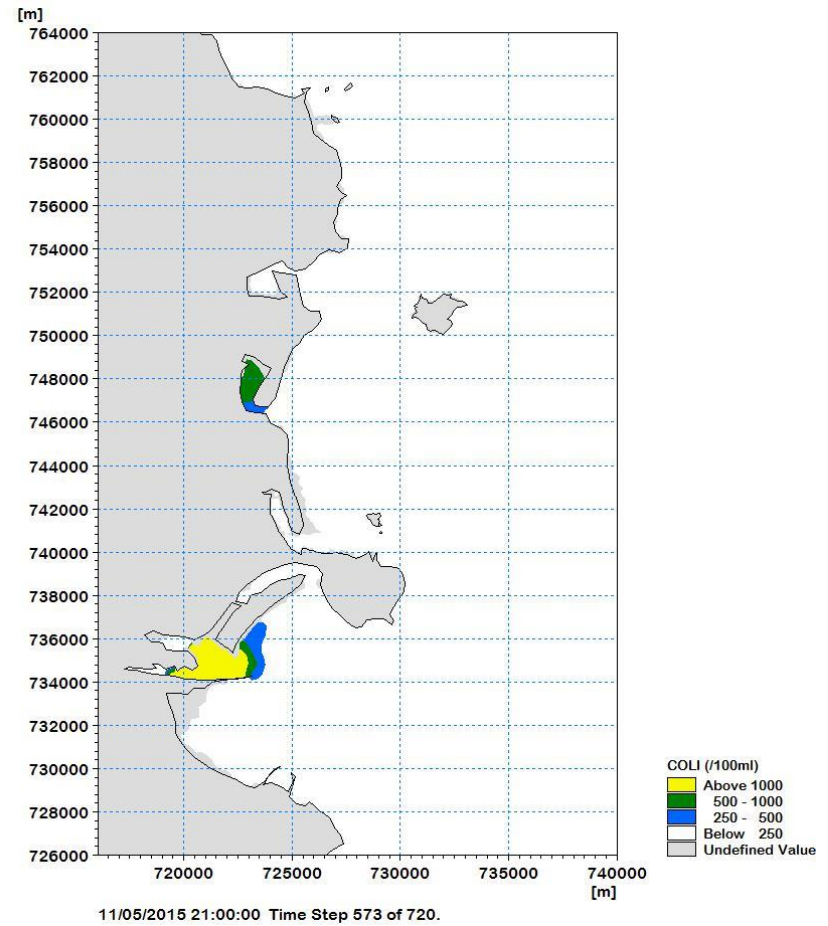 [m]
764000
762000
760000
758000
756000
754000
752000
750000
748000
746000
744000
742000
740000
738000
736000
734000
732000
730000
728000
726000
720000 725000 730000 735000 740000
[m]
COLI (/100ml)
Above 1000
500 - 1000
250 - 500
Below 250
Undefined Value
11/05/2015 21:00:00 Time Step 573 of 720.